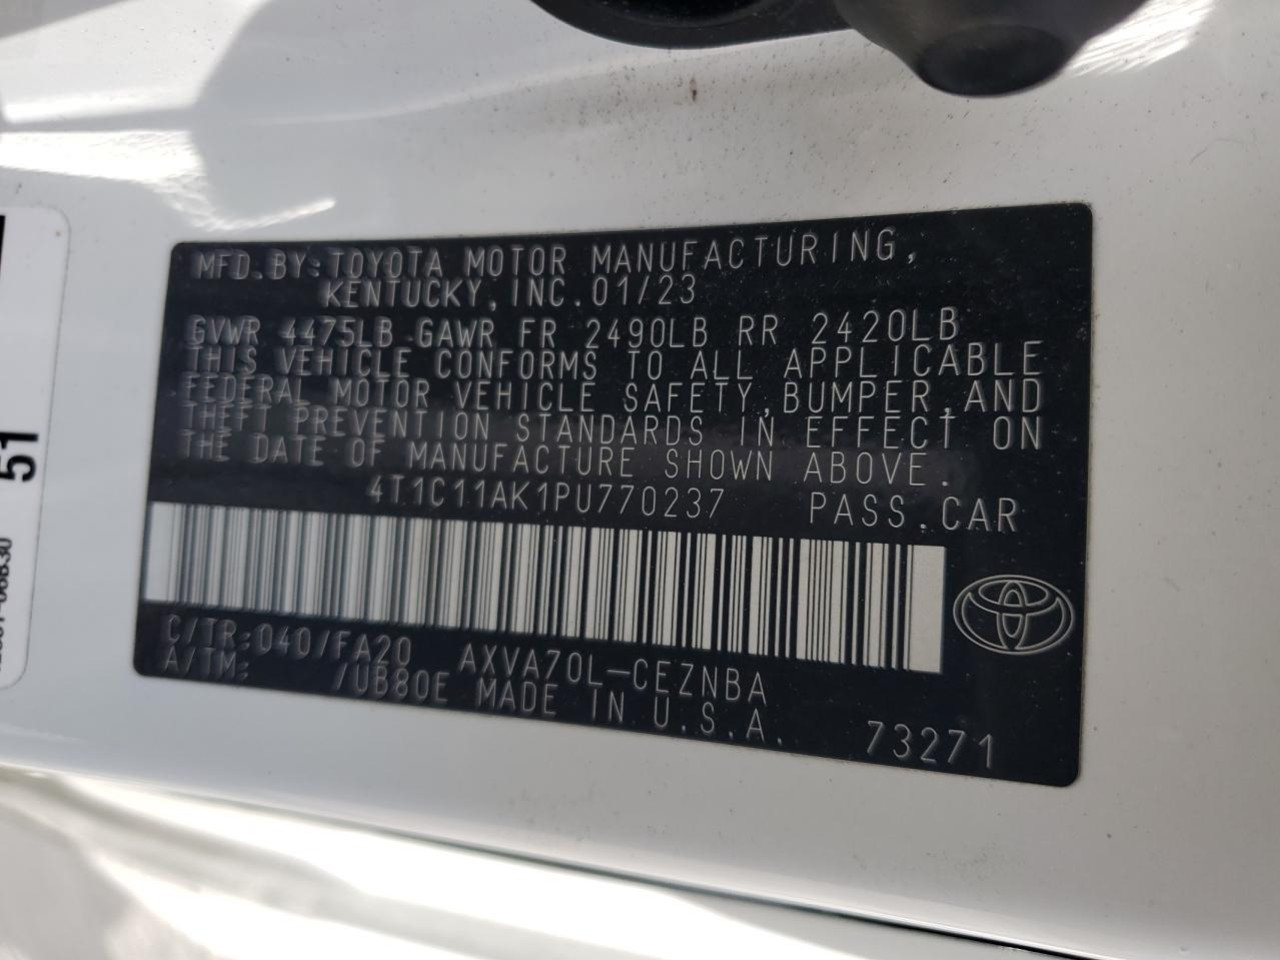 MFD. BY: TOYOTA MOTOR MANUFACTURING,
KENTUCKY, INC. 01/23
GVWR 4475LB GAWR FR 2490LB RR 2420LB
THIS VEHICLE CONFORMS TO ALL APPLICABLE
FEDERAL MOTOR VEHICLE SAFETY, BUMPER, AND
THEFT PREVENTION STANDARDS IN EFFECT ON
THE DATE OF MANUFACTURE SHOWN ABOVE.
4T1C11AK1PU770237 PASS. CAR
C/TR: 040/FA20 AXVA70L-CEZNBA
A/TM: /UB80E MADE IN U.S.A.
73271
51